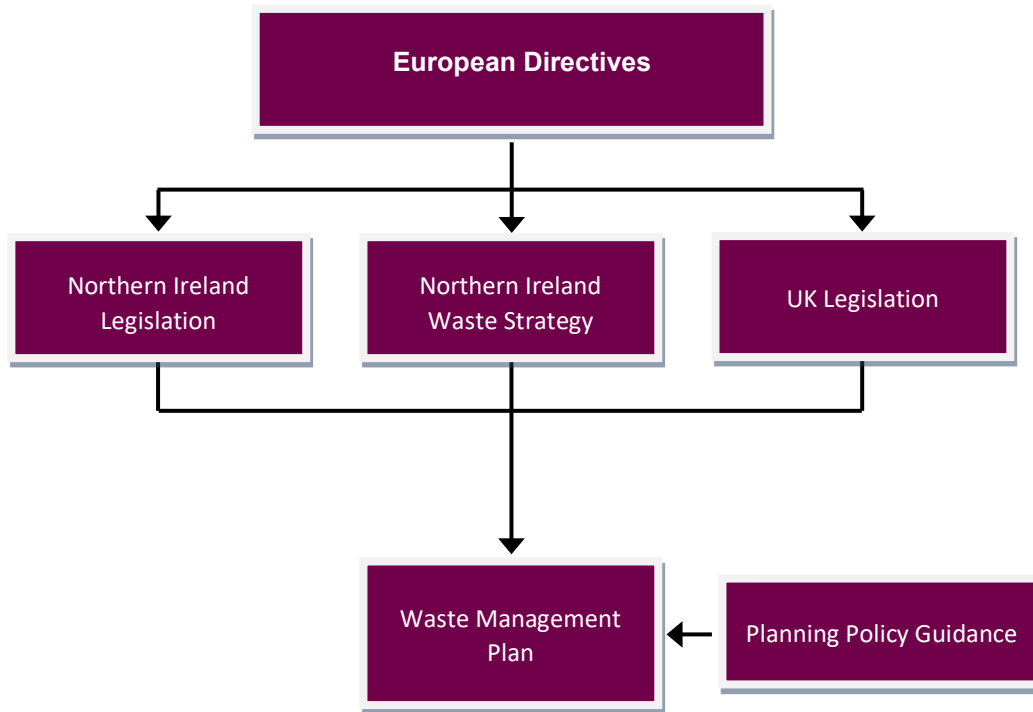 European Directives
Northern Ireland
Legislation
Northern Ireland
Waste Strategy
UK Legislation
Waste Management
Plan
Planning Policy Guidance